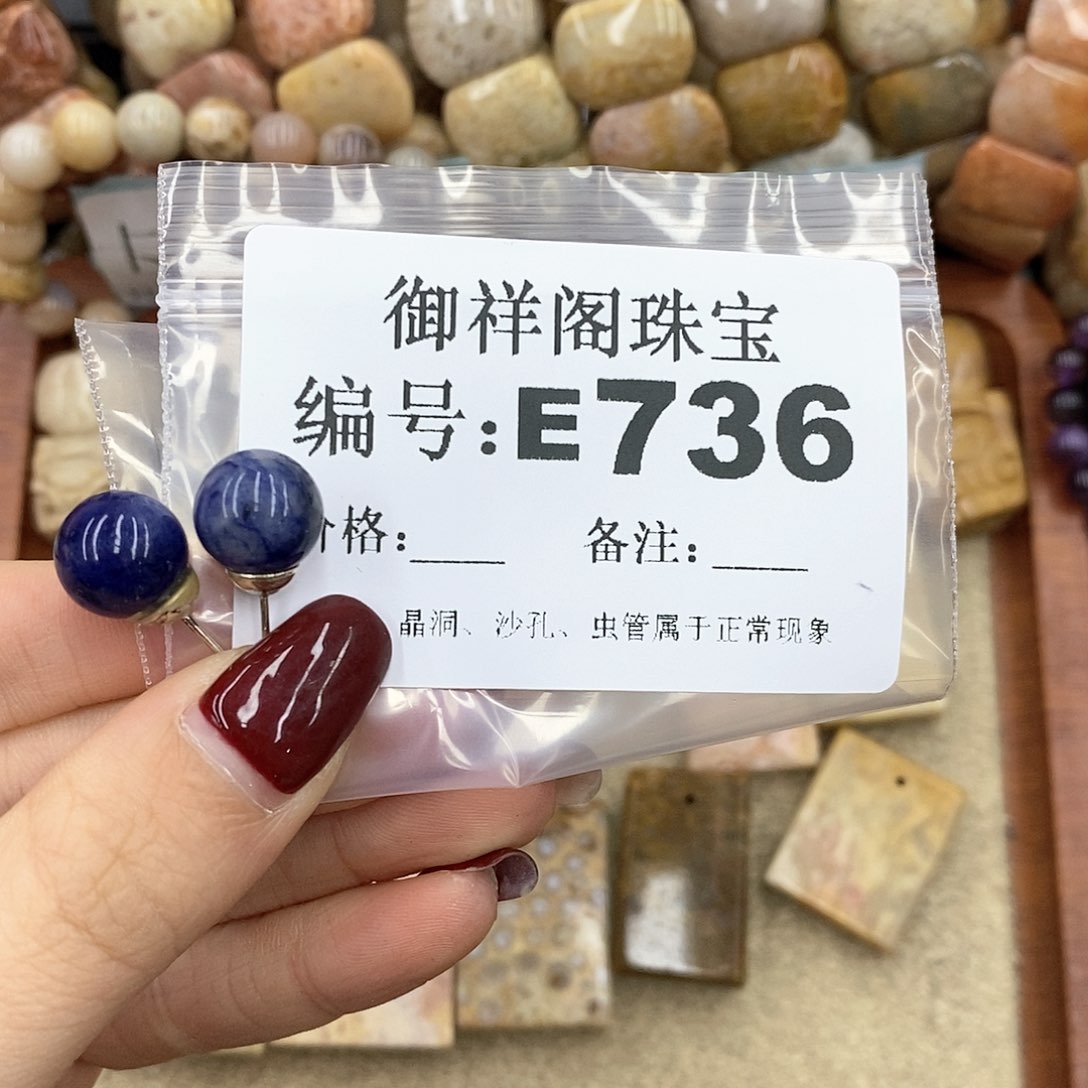 御祥阁珠宝
编号:E736
价格:____ 备注:____
晶洞、沙孔、虫管属于正常现象